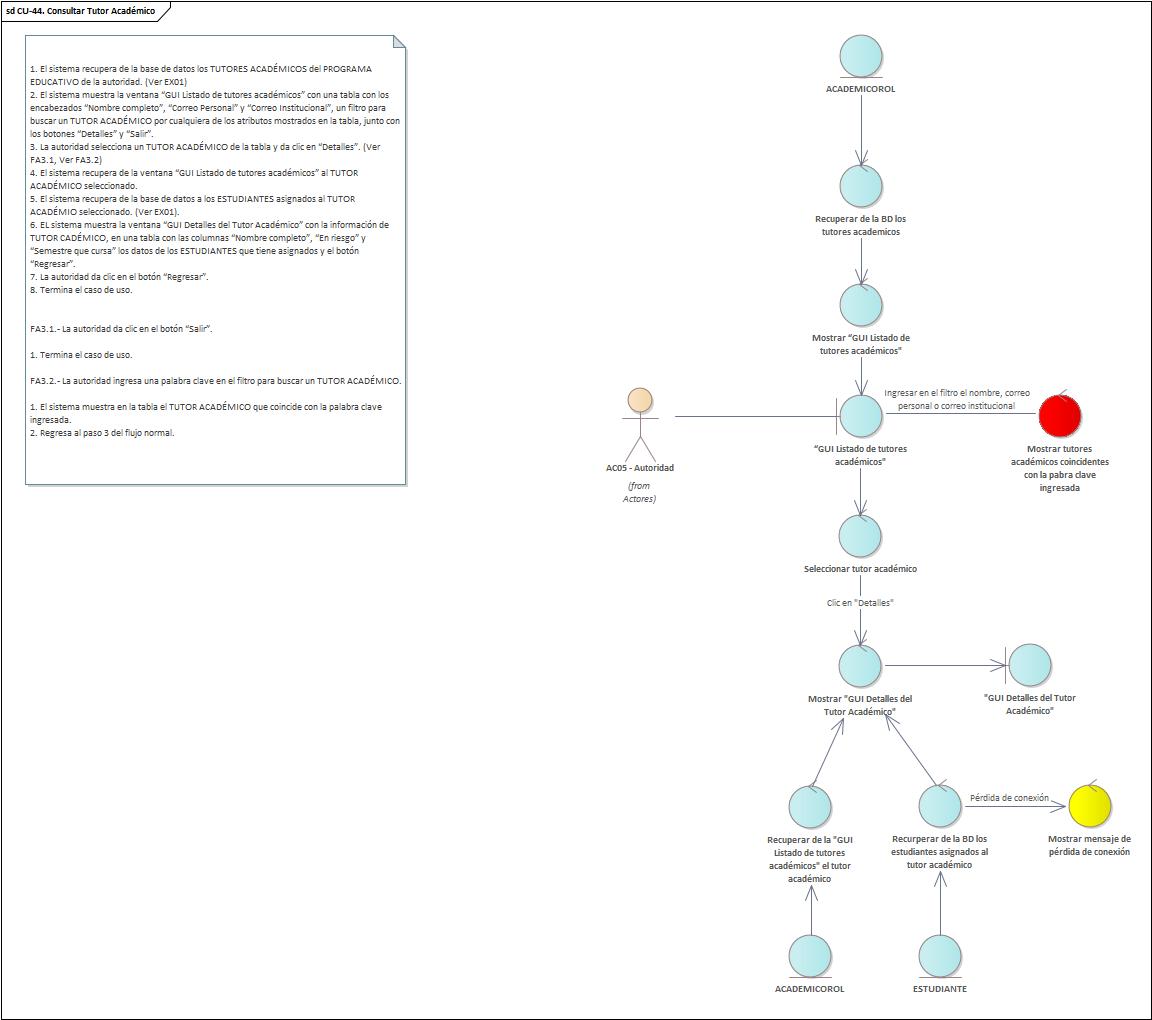 sd CU-44. Consultar Tutor Académico
1. El sistema recupera de la base de datos los TUTORES ACADÉMICOS del PROGRAMA
EDUCATIVO de la autoridad. (Ver EX01)
2. El sistema muestra la ventana “GUI Listado de tutores académicos” con una tabla con los
encabezados “Nombre completo”, “Correo Personal” y “Correo Institucional”, un filtro para
buscar un TUTOR ACADÉMICO por cualquiera de los atributos mostrados en la tabla, junto con
los botones “Detalles” y “Salir”.
3. La autoridad selecciona un TUTOR ACADÉMICO de la tabla y da clic en “Detalles”. (Ver
FA3.1, Ver FA3.2)
4. El sistema recupera de la ventana “GUI Listado de tutores académicos” al TUTOR
ACADÉMICO seleccionado.
5. El sistema recupera de la base de datos a los ESTUDIANTES asignados al TUTOR
ACADÉMIO seleccionado. (Ver EX01).
6. EL sistema muestra la ventana “GUI Detalles del Tutor Académico” con la información de
TUTOR CADÉMICO, en una tabla con las columnas “Nombre completo”, “En riesgo” y
“Semestre que cursa” los datos de los ESTUDIANTES que tiene asignados y el botón
“Regresar”.
7. La autoridad da clic en el botón “Regresar”.
8. Termina el caso de uso.
FA3.1.- La autoridad da clic en el botón “Salir”.
1. Termina el caso de uso.
FA3.2.- La autoridad ingresa una palabra clave en el filtro para buscar un TUTOR ACADÉMICO.
1. El sistema muestra en la tabla el TUTOR ACADÉMICO que coincide con la palabra clave
ingresada.
2. Regresa al paso 3 del flujo normal.
ACADEMICOROL
Recuperar de la BD los
tutores academicos
Mostrar “GUI Listado de
tutores académicos"
AC05 - Autoridad
(from
Actores)
“GUI Listado de tutores
académicos"
Ingresar en el filtro el nombre, correo
personal o correo institucional
Mostrar tutores
académicos coincidentes
con la pabra clave
ingresada
Seleccionar tutor académico
Clic en "Detalles"
Mostrar "GUI Detalles del
Tutor Académico"
"GUI Detalles del Tutor
Académico"
Recuperar de la "GUI
Listado de tutores
académicos" el tutor
académico
Recurperar de la BD los
estudiantes asignados al
tutor académico
Pérdida de conexión
Mostrar mensaje de
pérdida de conexión
ACADEMICOROL
ESTUDIANTE